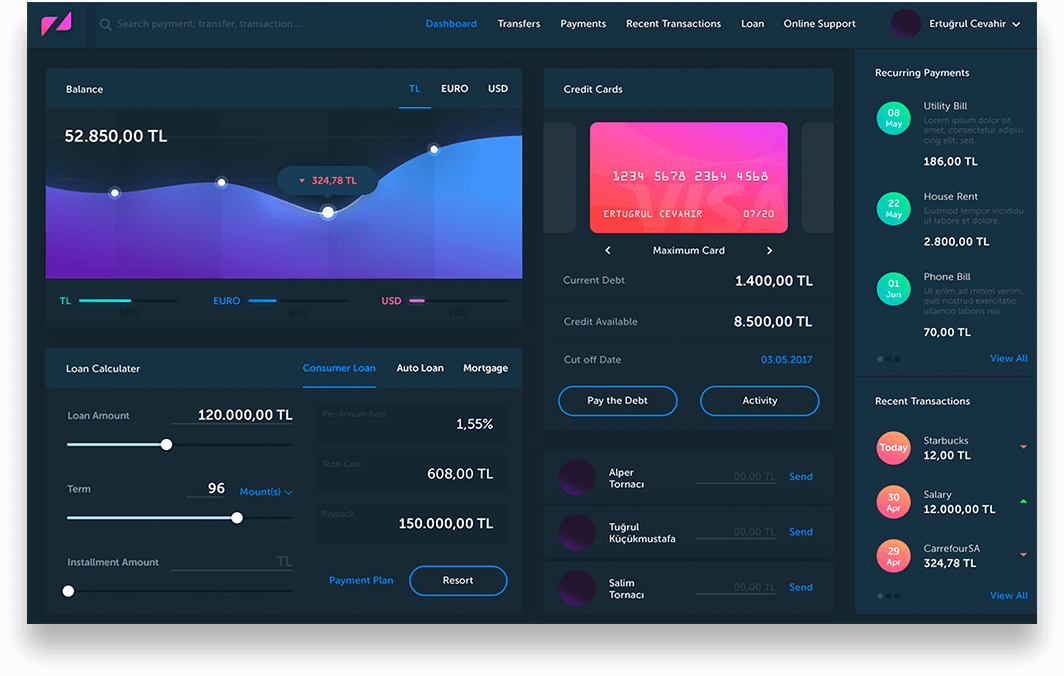 Search payment, transfer, transaction...
Dashboard
Transfers
Payments
Recent Transactions
Loan
Online Support
Ertuğrul Cevahir
Balance
TL
EURO
USD
52.850,00 TL
324,78 TL
TL
50%
EURO
30%
USD
20%
Loan Calculater
Consumer Loan
Auto Loan
Mortgage
Loan Amount
120.000,00 TL
Term
96
Mount(s)
Installment Amount
TL
Per-Annum Rate
1,55%
Total Cost
608,00 TL
Payback
150.000,00 TL
Payment Plan
Resort
Credit Cards
VISA
1234 5678 2364 4568
ERTUGRUL CEVAHIR
07/20
Maximum Card
Current Debt
1.400,00 TL
Credit Available
8.500,00 TL
Cut off Date
03.05.2017
Pay the Debt
Activity
Alper
Tornacı
00,00 TL
Send
Tuğrul
Küçükmustafa
00,00 TL
Send
Salim
Tornacı
00,00 TL
Send
Recurring Payments
08
May
Utility Bill
Lorem ipsum dolor sit
amet, consectetur adipisi
cing elit, sed.
186,00 TL
22
May
House Rent
Eiusmod tempor incididu
ut labore et dolore.
2.800,00 TL
01
Jun
Phone Bill
Ut enim ad minim venim,
quis nostrud exercitatio
ullamco laboris nisi
70,00 TL
View All
Recent Transactions
Today
Starbucks
12,00 TL
30
Apr
Salary
12.000,00 TL
29
Apr
CarrefourSA
324,78 TL
View All